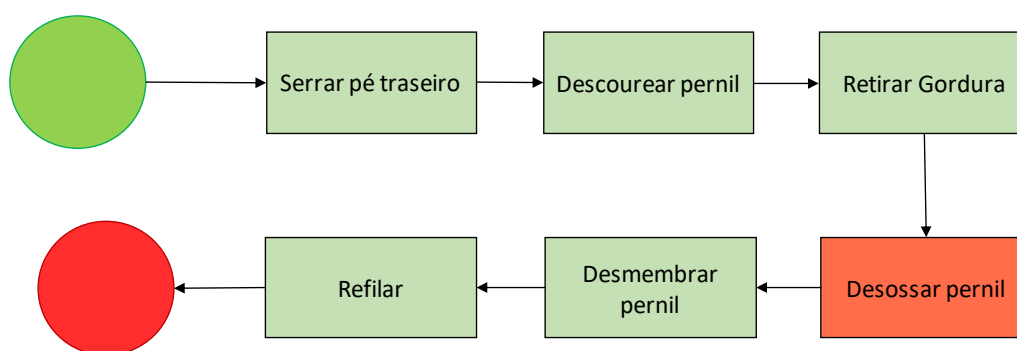 Serrar pé traseiro
Descourear pernil
Retirar Gordura
Desossar pernil
Desmembrar
pernil
Refilar